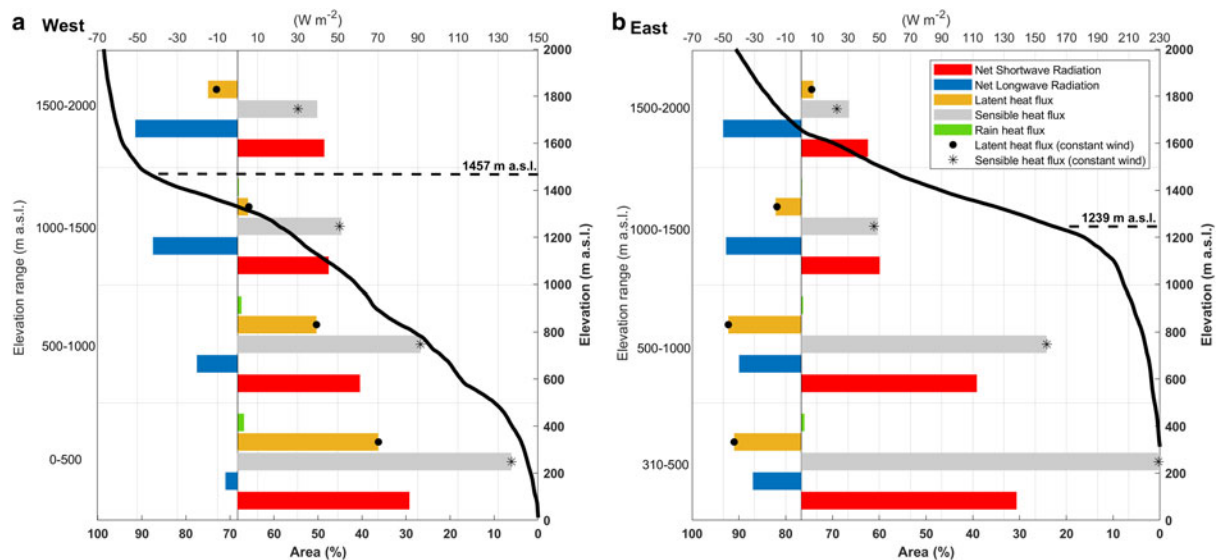 a West
(W m-2)
-70 -50 -30 -10 10 30 50 70 90 110 130 150
Elevation range (m a.s.l.)
1500-2000
1000-1500
500-1000
0-500
1457 m a.s.l.
2000
1800
1600
1400
1200
1000
800
600
400
200
0
Elevation (m a.s.l.)
100 90 80 70 60 50 40 30 20 10 0
Area (%)
b East
(W m-2)
-70 -50 -30 -10 10 30 50 70 90 110 130 150 170 190 210 230
Elevation range (m a.s.l.)
1500-2000
1000-1500
500-1000
310-500
Net Shortwave Radiation
Net Longwave Radiation
Latent heat flux
Sensible heat flux
Rain heat flux
Latent heat flux (constant wind)
Sensible heat flux (constant wind)
1239 m a.s.l.
2000
1800
1600
1400
1200
1000
800
600
400
200
0
Elevation (m a.s.l.)
100 90 80 70 60 50 40 30 20 10 0
Area (%)